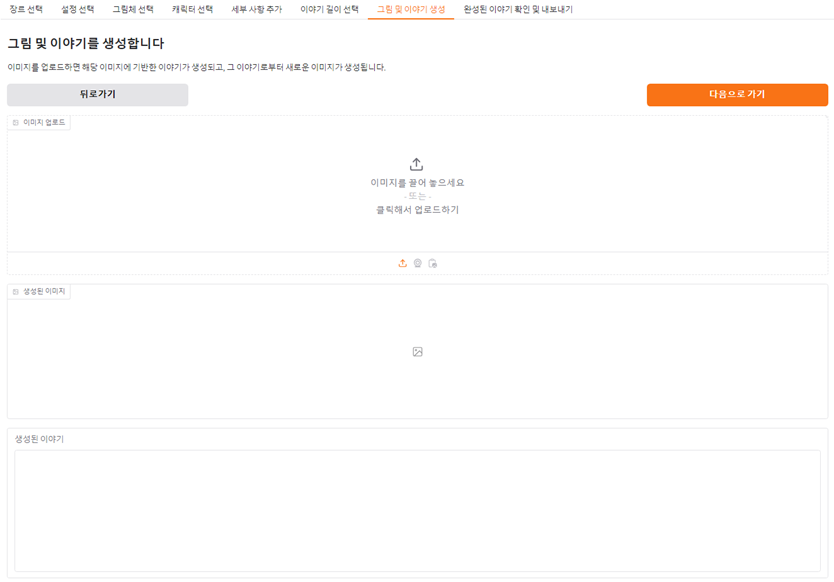 장르 선택 설정 선택 그림체 선택 캐릭터 선택 세부 사항 추가 이야기 길이 선택 그림 및 이야기 생성 완성된 이야기 확인 및 내보내기
그림 및 이야기를 생성합니다
이미지를 업로드하면 해당 이미지에 기반한 이야기가 생성되고, 그 이야기로부터 새로운 이미지가 생성됩니다.
뒤로가기 다음으로 가기
이미지 업로드
이미지를 끌어 놓으세요
- 또는 -
클릭해서 업로드하기
생성된 이미지
생성된 이야기